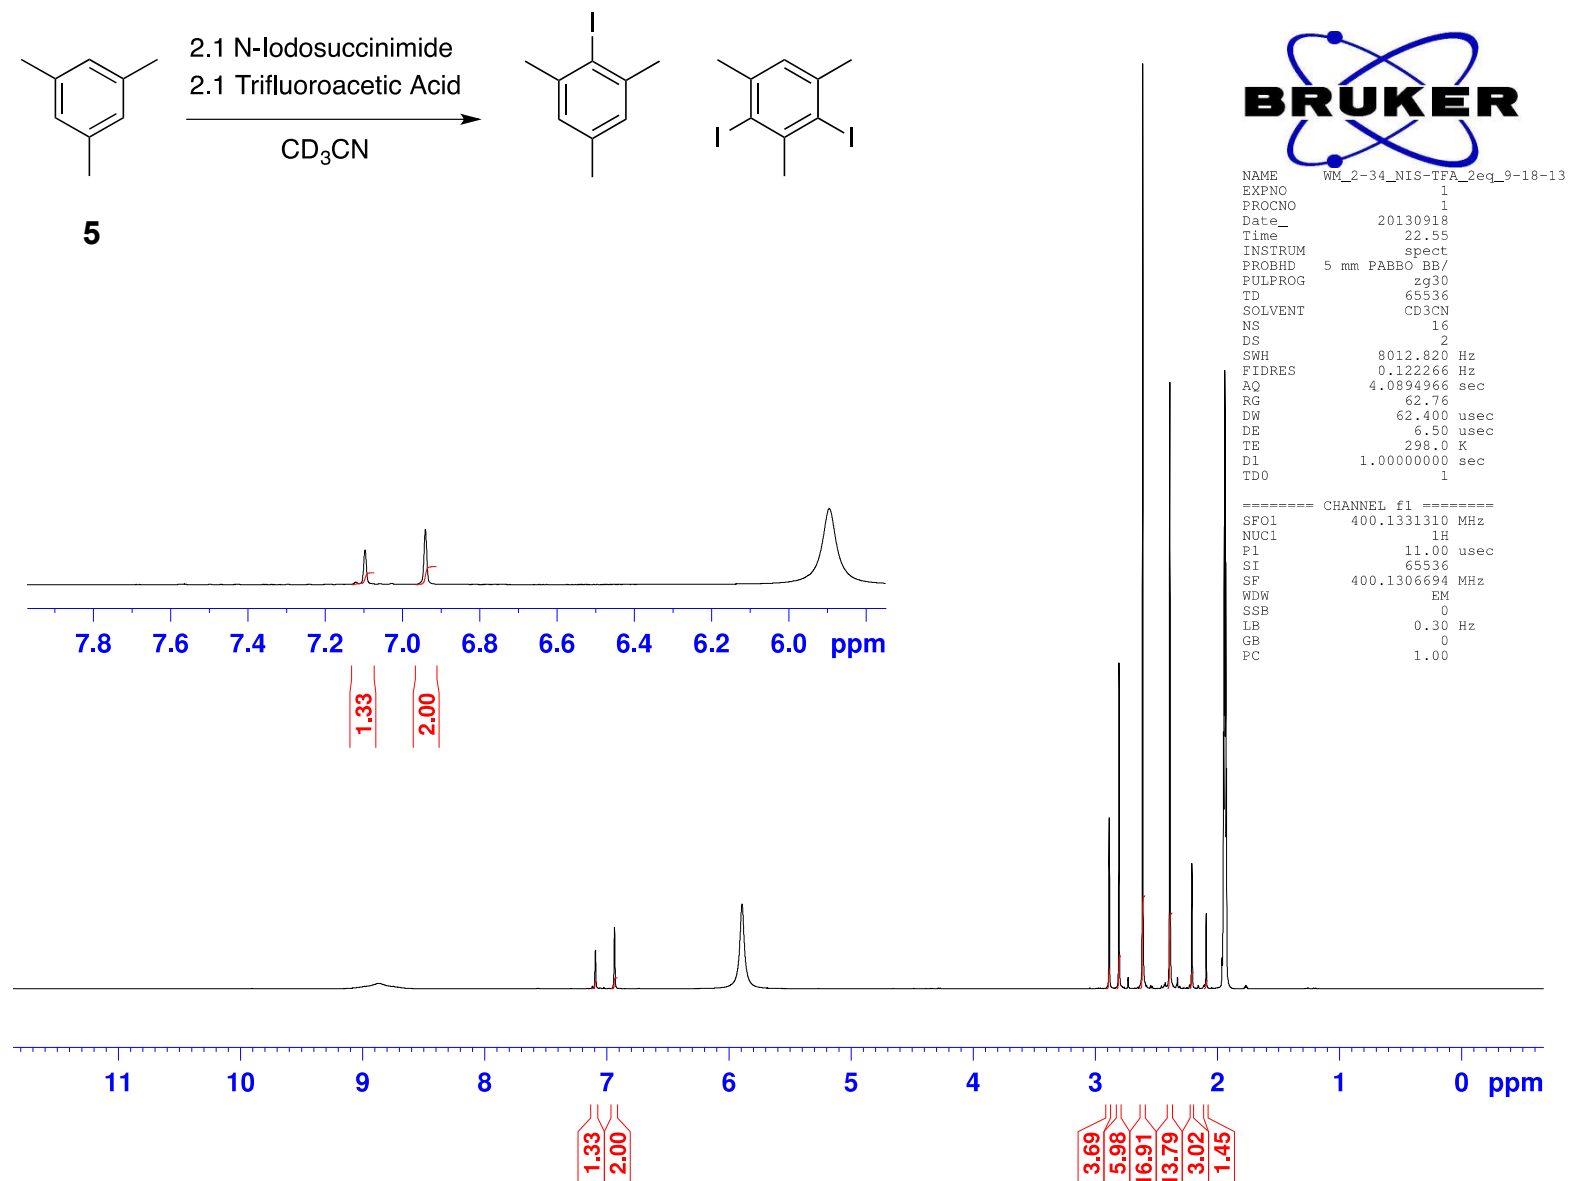 2.1 N-Iodosuccinimide
2.1 Trifluoroacetic Acid
CD3CN
I
I
I
5
BRUKER
NAME WM_2-34_NIS-TFA_2eq_9-18-13
EXPNO 1
PROCNO 1
Date_ 20130918
Time 22.55
INSTRUM spect
PROBHD 5 mm PABBO BB/
PULPROG zg30
TD 65536
SOLVENT CD3CN
NS 16
DS 2
SWH 8012.820 Hz
FIDRES 0.122266 Hz
AQ 4.0894966 sec
RG 62.76
DW 62.400 usec
DE 6.50 usec
TE 298.0 K
D1 1.00000000 sec
TD0 1
======== CHANNEL f1 ========
SFO1 400.1331310 MHz
NUC1 1H
P1 11.00 usec
SI 65536
SF 400.1306694 MHz
WDW EM
SSB 0
LB 0.30 Hz
GB 0
PC 1.00
7.8 7.6 7.4 7.2 7.0 6.8 6.6 6.4 6.2 6.0 ppm
1.33
2.00
11 10 9 8 7 6 5 4 3 2 1 0 ppm
1.33
2.00
3.69
5.98
16.91
13.79
3.02
1.45